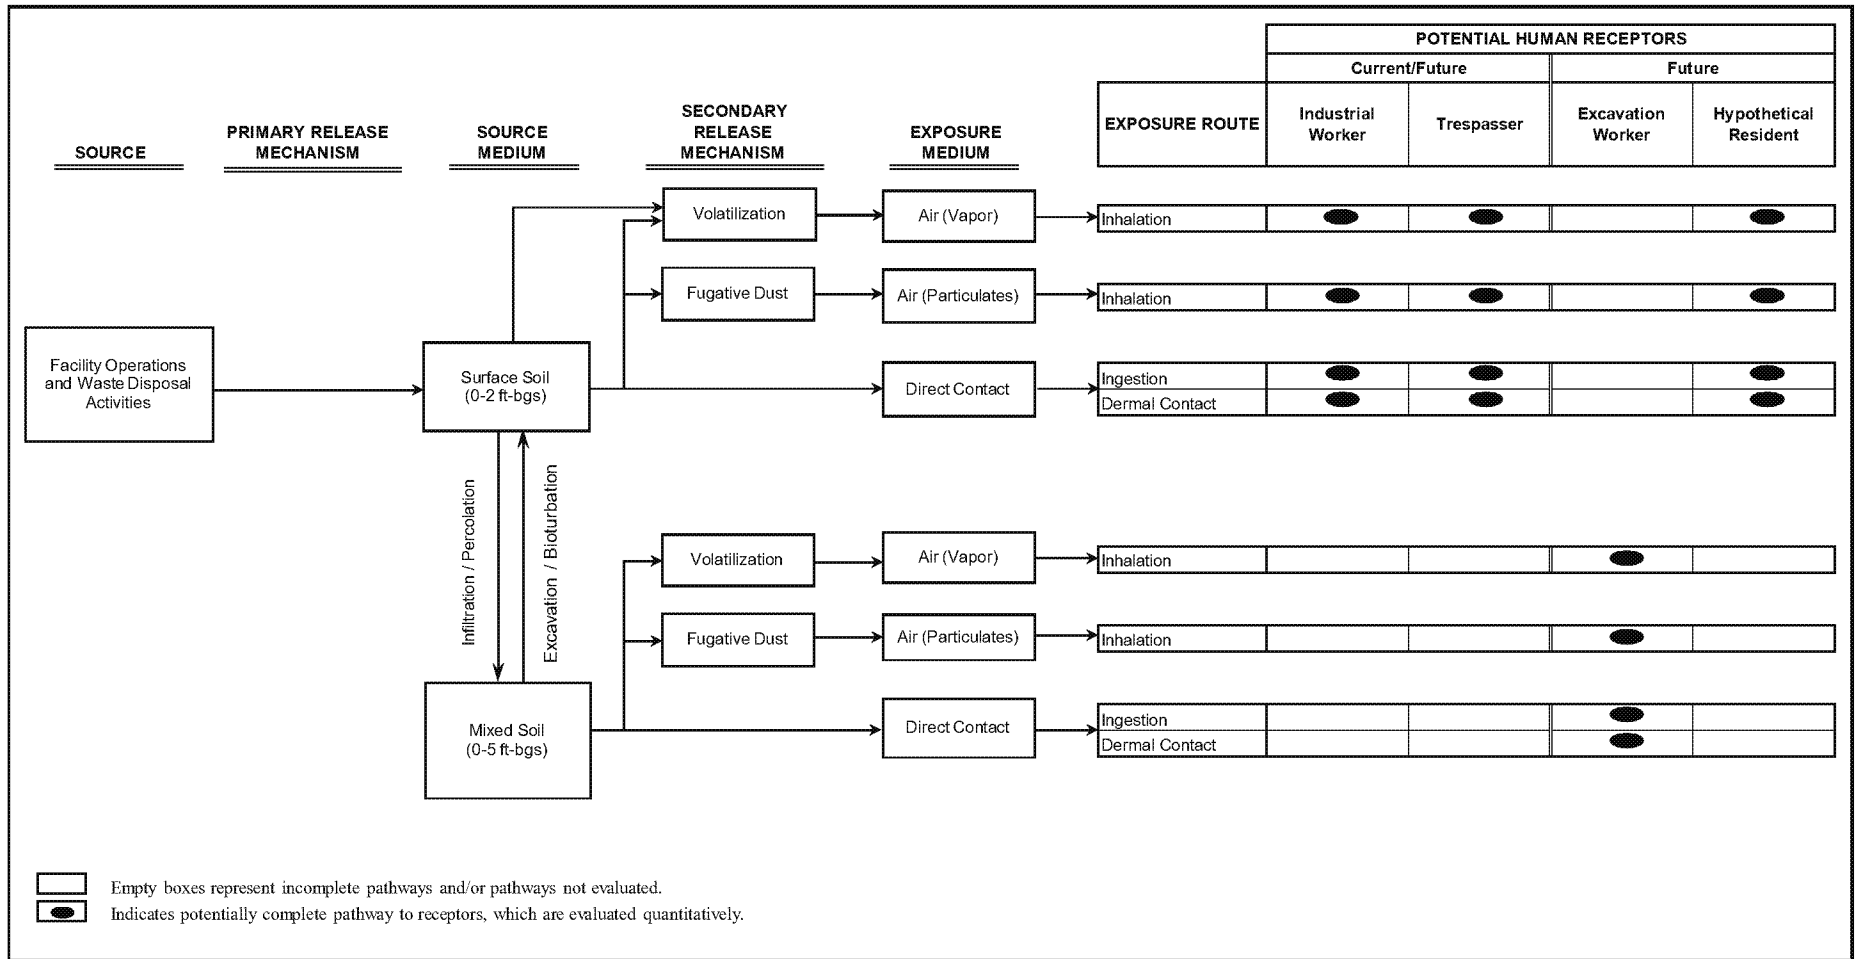 POTENTIAL HUMAN RECEPTORS
Current/Future
Future
EXPOSURE ROUTE
Industrial
Worker
Trespasser
Excavation
Worker
Hypothetical
Resident
SOURCE
PRIMARY RELEASE
MECHANISM
SOURCE
MEDIUM
SECONDARY
RELEASE
MECHANISM
EXPOSURE
MEDIUM
Volatilization
Air (Vapor)
Inhalation
Fugative Dust
Air (Particulates)
Inhalation
Facility Operations
and Waste Disposal
Activities
Surface Soil
(0-2 ft-bgs)
Direct Contact
Ingestion
Dermal Contact
Infiltration / Percolation
Excavation / Bioturbation
Volatilization
Air (Vapor)
Inhalation
Fugative Dust
Air (Particulates)
Inhalation
Mixed Soil
(0-5 ft-bgs)
Direct Contact
Ingestion
Dermal Contact
Empty boxes represent incomplete pathways and/or pathways not evaluated.
Indicates potentially complete pathway to receptors, which are evaluated quantitatively.